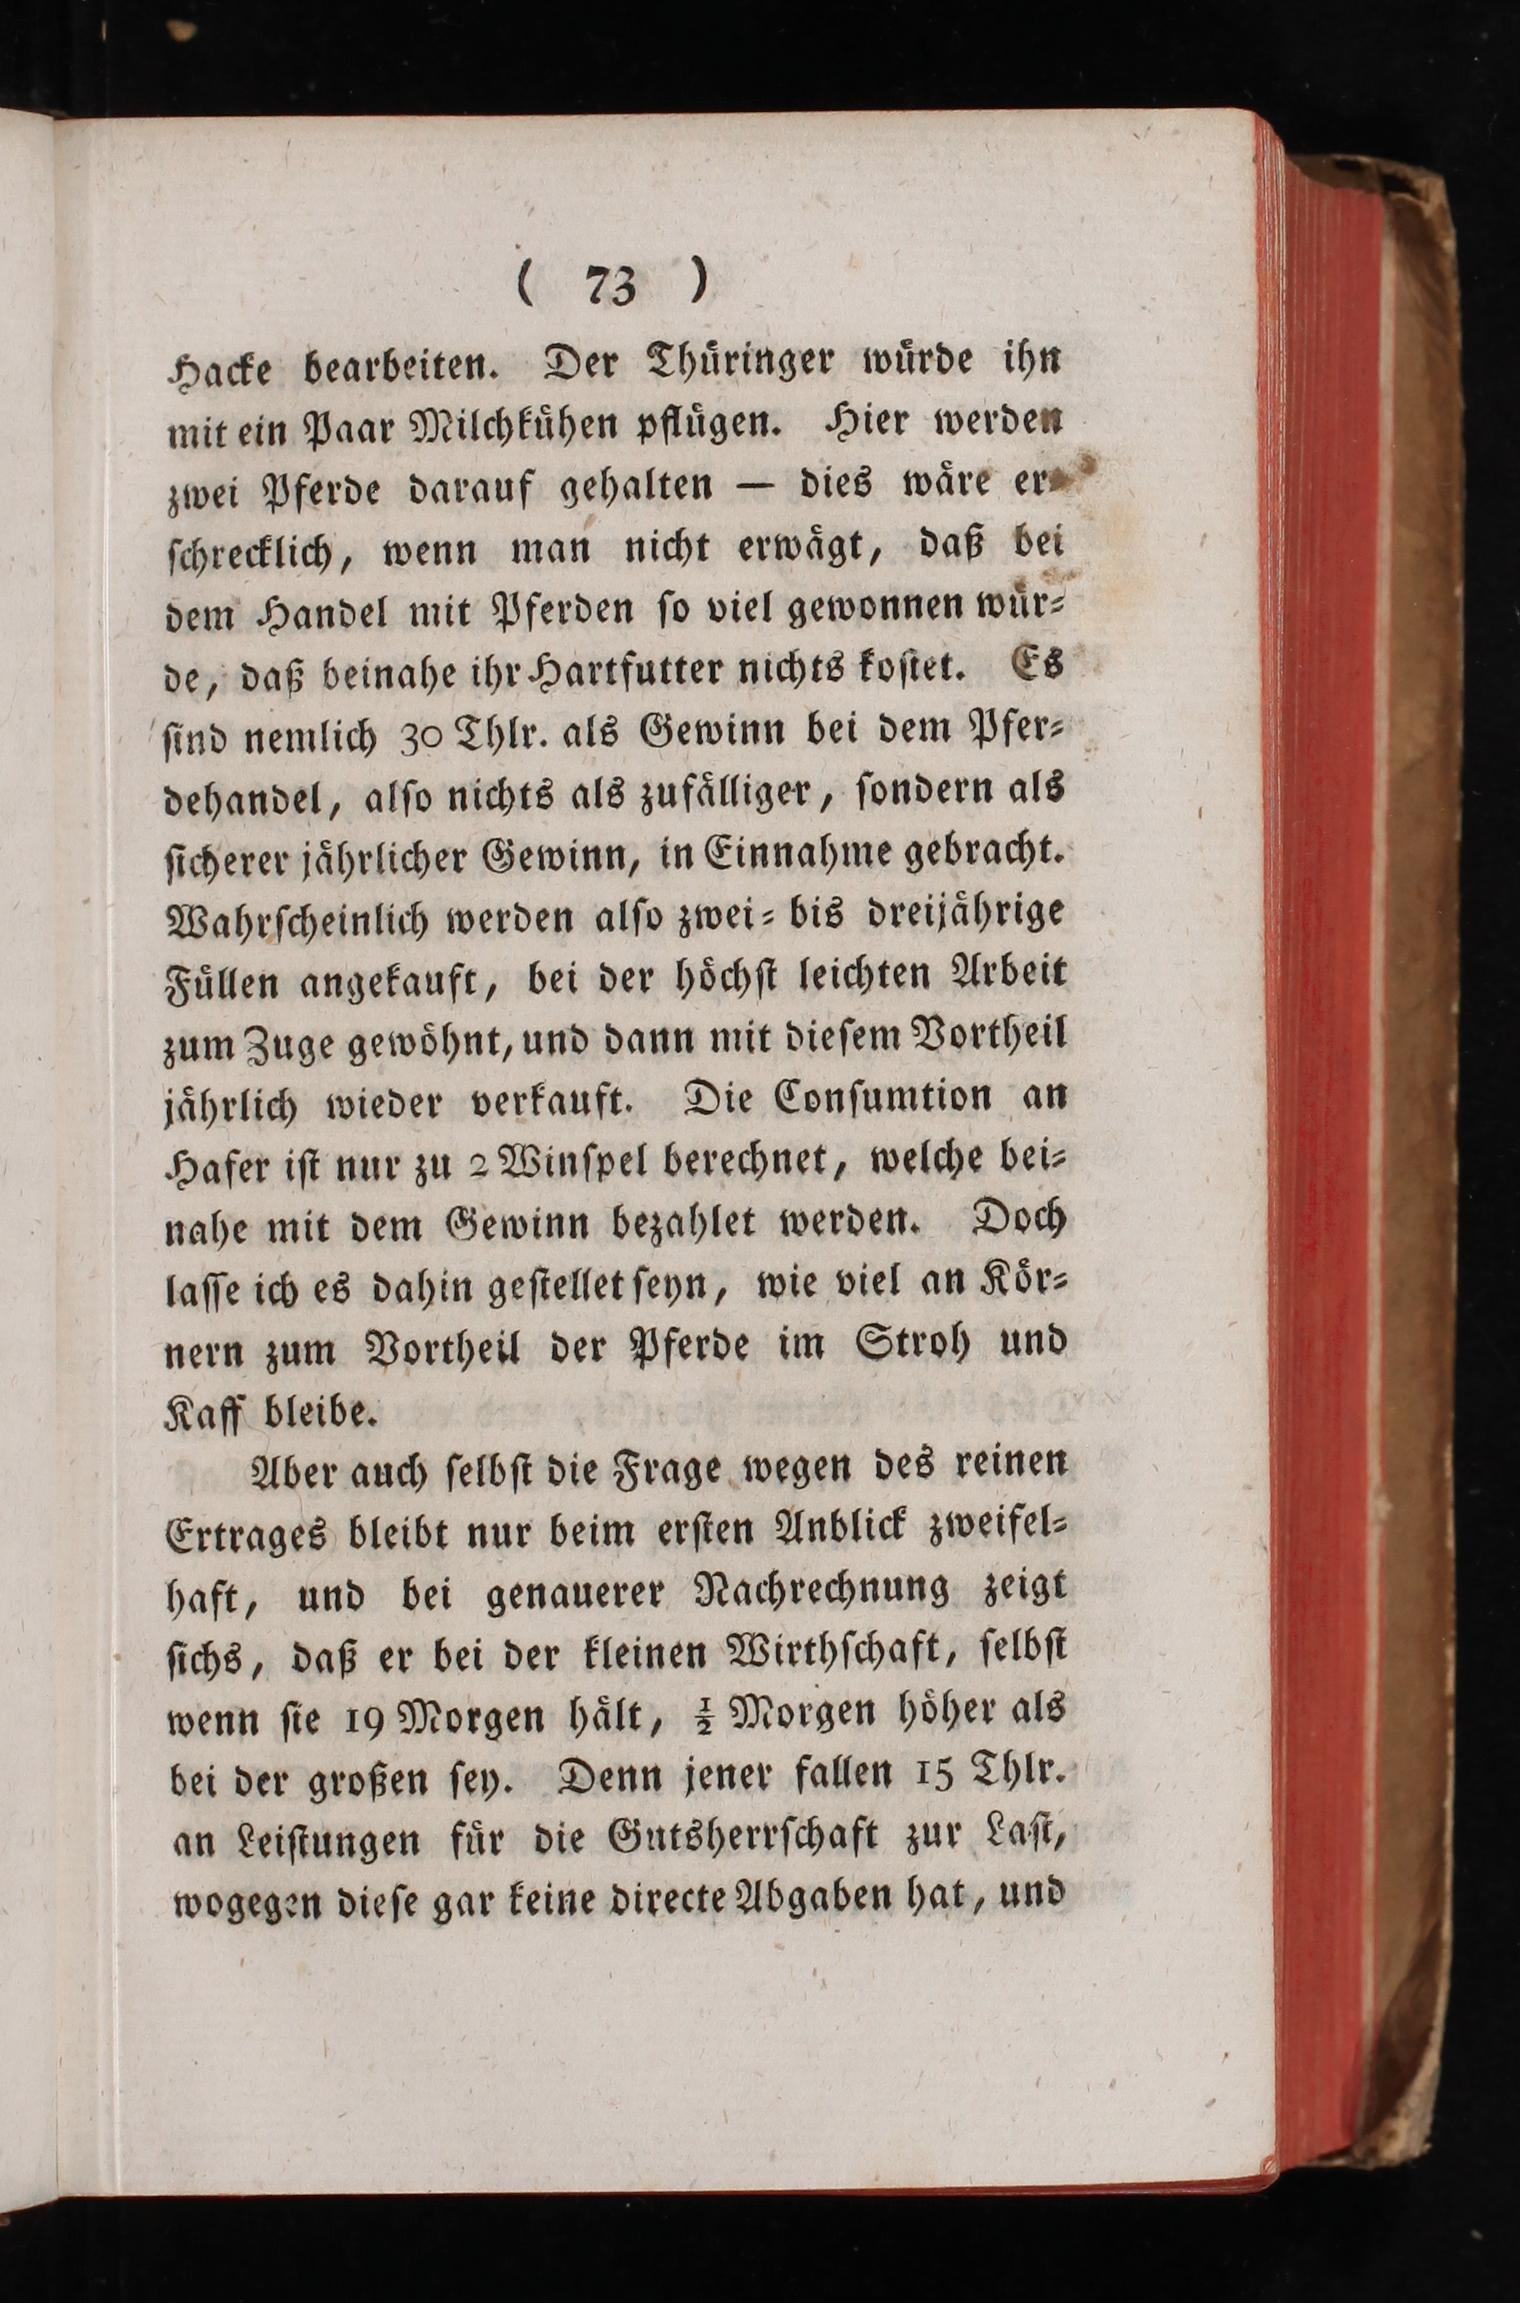 ( 73 )
Hacke bearbeiten. Der Thüringer würde ihn
mit ein Paar Milchkühen pflügen. Hier werden
zwei Pferde darauf gehalten — dies wäre er-
ſchrecklich, wenn man nicht erwägt, daß bei
dem Handel mit Pferden ſo viel gewonnen wür-
de, daß beinahe ihr Hartfutter nichts koſtet. Es
ſind nemlich 30 Thlr. als Gewinn bei dem Pfer-
dehandel, alſo nichts als zufälliger, ſondern als
ſicherer jährlicher Gewinn, in Einnahme gebracht.
Wahrſcheinlich werden alſo zwei- bis dreijährige
Füllen angekauft, bei der höchſt leichten Arbeit
zum Zuge gewöhnt, und dann mit dieſem Vortheil
jährlich wieder verkauft. Die Conſumtion an
Hafer iſt nur zu 2 Winſpel berechnet, welche bei-
nahe mit dem Gewinn bezahlet werden. Doch
laſſe ich es dahin geſtellet ſeyn, wie viel an Kör-
nern zum Vortheil der Pferde im Stroh und
Kaff bleibe.
Aber auch ſelbſt die Frage wegen des reinen
Ertrages bleibt nur beim erſten Anblick zweifel-
haft, und bei genauerer Nachrechnung zeigt
ſichs, daß er bei der kleinen Wirthſchaft, ſelbſt
wenn ſie 19 Morgen hält, ½ Morgen höher als
bei der großen ſey. Denn jener fallen 15 Thlr.
an Leiſtungen für die Gutsherrſchaft zur Laſt,
wogegen dieſe gar keine directe Abgaben hat, und